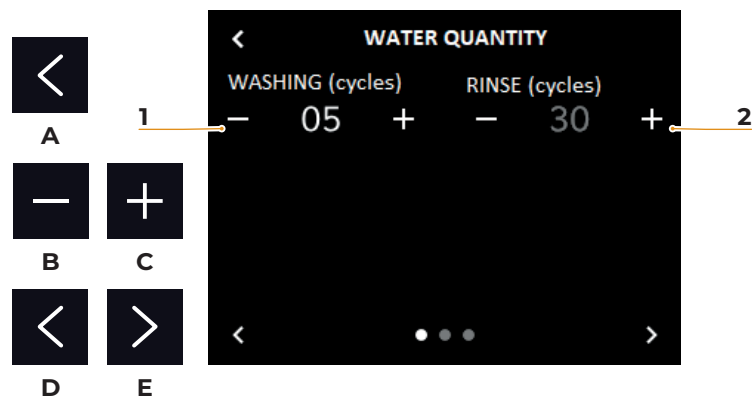 WATER QUANTITY
WASHING (cycles) RINSE (cycles)
1 05 30 2
A
B C
D E